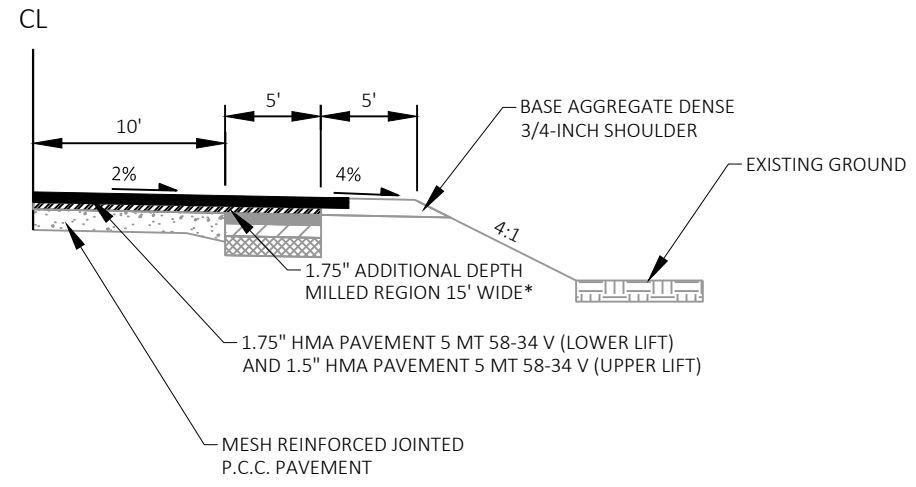 CL
5'
5'
10'
2%
4%
BASE AGGREGATE DENSE
3/4-INCH SHOULDER
EXISTING GROUND
4:1
1.75" ADDITIONAL DEPTH
MILLED REGION 15' WIDE*
1.75" HMA PAVEMENT 5 MT 58-34 V (LOWER LIFT)
AND 1.5" HMA PAVEMENT 5 MT 58-34 V (UPPER LIFT)
MESH REINFORCED JOINTED
P.C.C. PAVEMENT